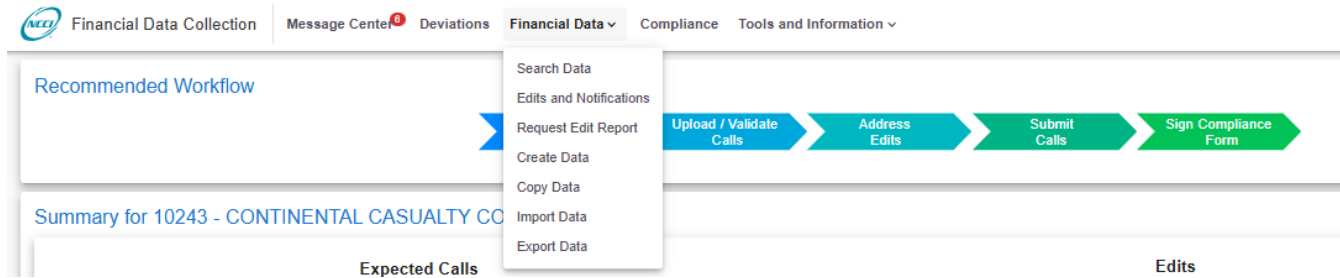 NCCI Financial Data Collection Message Center 6 Deviations Financial Data Compliance Tools and Information
Search Data
Recommended Workflow
Edits and Notifications
Request Edit Report
Upload / Validate
Calls
Address
Edits
Submit
Calls
Sign Compliance
Form
Create Data
Copy Data
Summary for 10243 - CONTINENTAL CASUALTY CO
Import Data
Export Data
Expected Calls
Edits